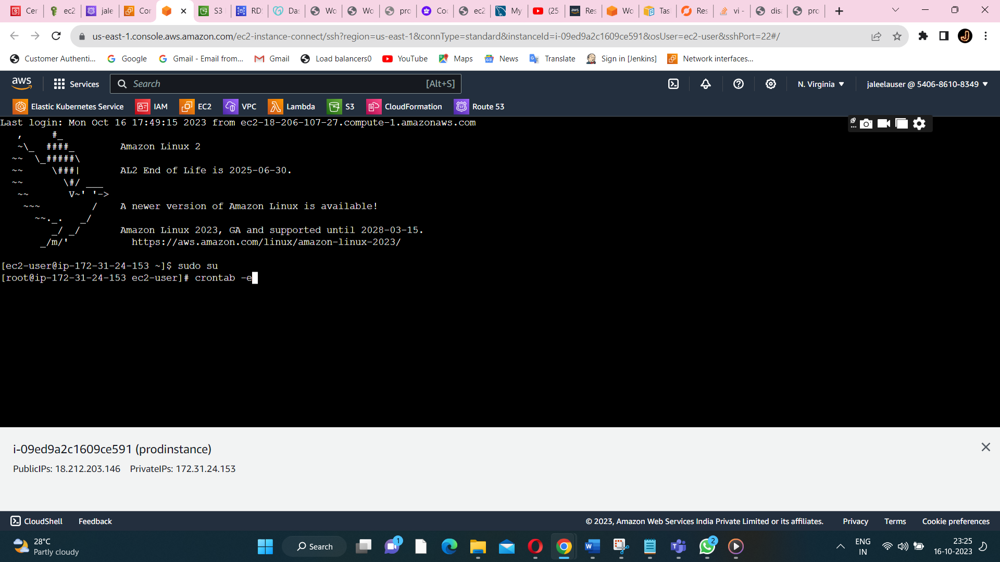 Cer
ec2
jale
Cor
S3
RD
Das
Wo
Wo
pro
Coc
ec2
My
(25
Res
Wo
Tas
Res
vi -
disa
pro
us-east-1.console.aws.amazon.com/ec2-instance-connect/ssh?region=us-east-1&connType=standard&instanceId=i-09ed9a2c1609ce591&osUser=ec2-user&sshPort=22#/
Customer Authenti...
Google
Gmail - Email from...
Gmail
Load balancers0
YouTube
Maps
News
Translate
Sign in [Jenkins]
Network interfaces...
aws
Services
Search
[Alt+S]
N. Virginia
jaleelauser @ 5406-8610-8349
Elastic Kubernetes Service
IAM
EC2
VPC
Lambda
S3
CloudFormation
Route 53
Last login: Mon Oct 16 17:49:15 2023 from ec2-18-206-107-27.compute-1.amazonaws.com
   ,     #_
   ~\_  ####_        Amazon Linux 2
  ~~  \_#####\
  ~~     \###|       AL2 End of Life is 2025-06-30.
  ~~       \#/ ___
   ~~       V~' '->
    ~~~         /    A newer version of Amazon Linux is available!
      ~~._.   _/
         _/ _/       Amazon Linux 2023, GA and supported until 2028-03-15.
       _/m/'           https://aws.amazon.com/linux/amazon-linux-2023/
[ec2-user@ip-172-31-24-153 ~]$ sudo su
[root@ip-172-31-24-153 ec2-user]# crontab -e
i-09ed9a2c1609ce591 (prodinstance)
PublicIPs: 18.212.203.146
PrivateIPs: 172.31.24.153
CloudShell
Feedback
© 2023, Amazon Web Services India Private Limited or its affiliates.
Privacy
Terms
Cookie preferences
28°C
Partly cloudy
Search
1
2
ENG
IN
23:25
16-10-2023